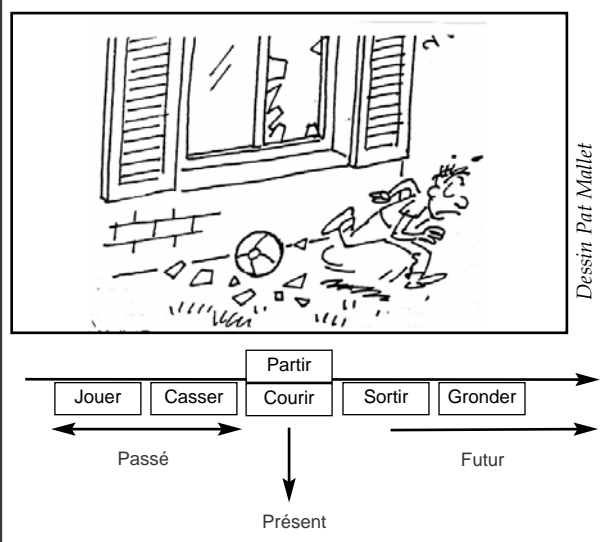 Dessin Pat Mallet
Partir
Jouer
Casser
Courir
Sortir
Gronder
Passé
Futur
Présent